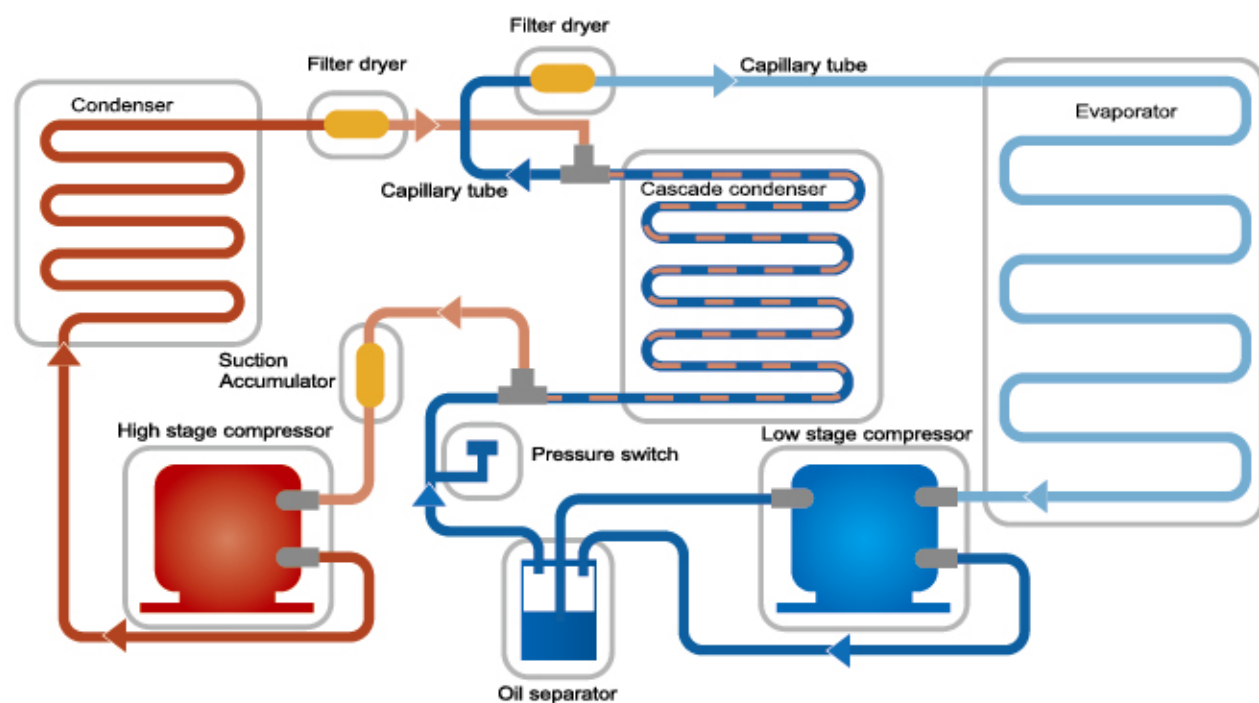 Filter dryer
Filter dryer
Capillary tube
Condenser
Evaporator
Capillary tube
Cascade condenser
Suction
Accumulator
High stage compressor
Low stage compressor
Pressure switch
Oil separator